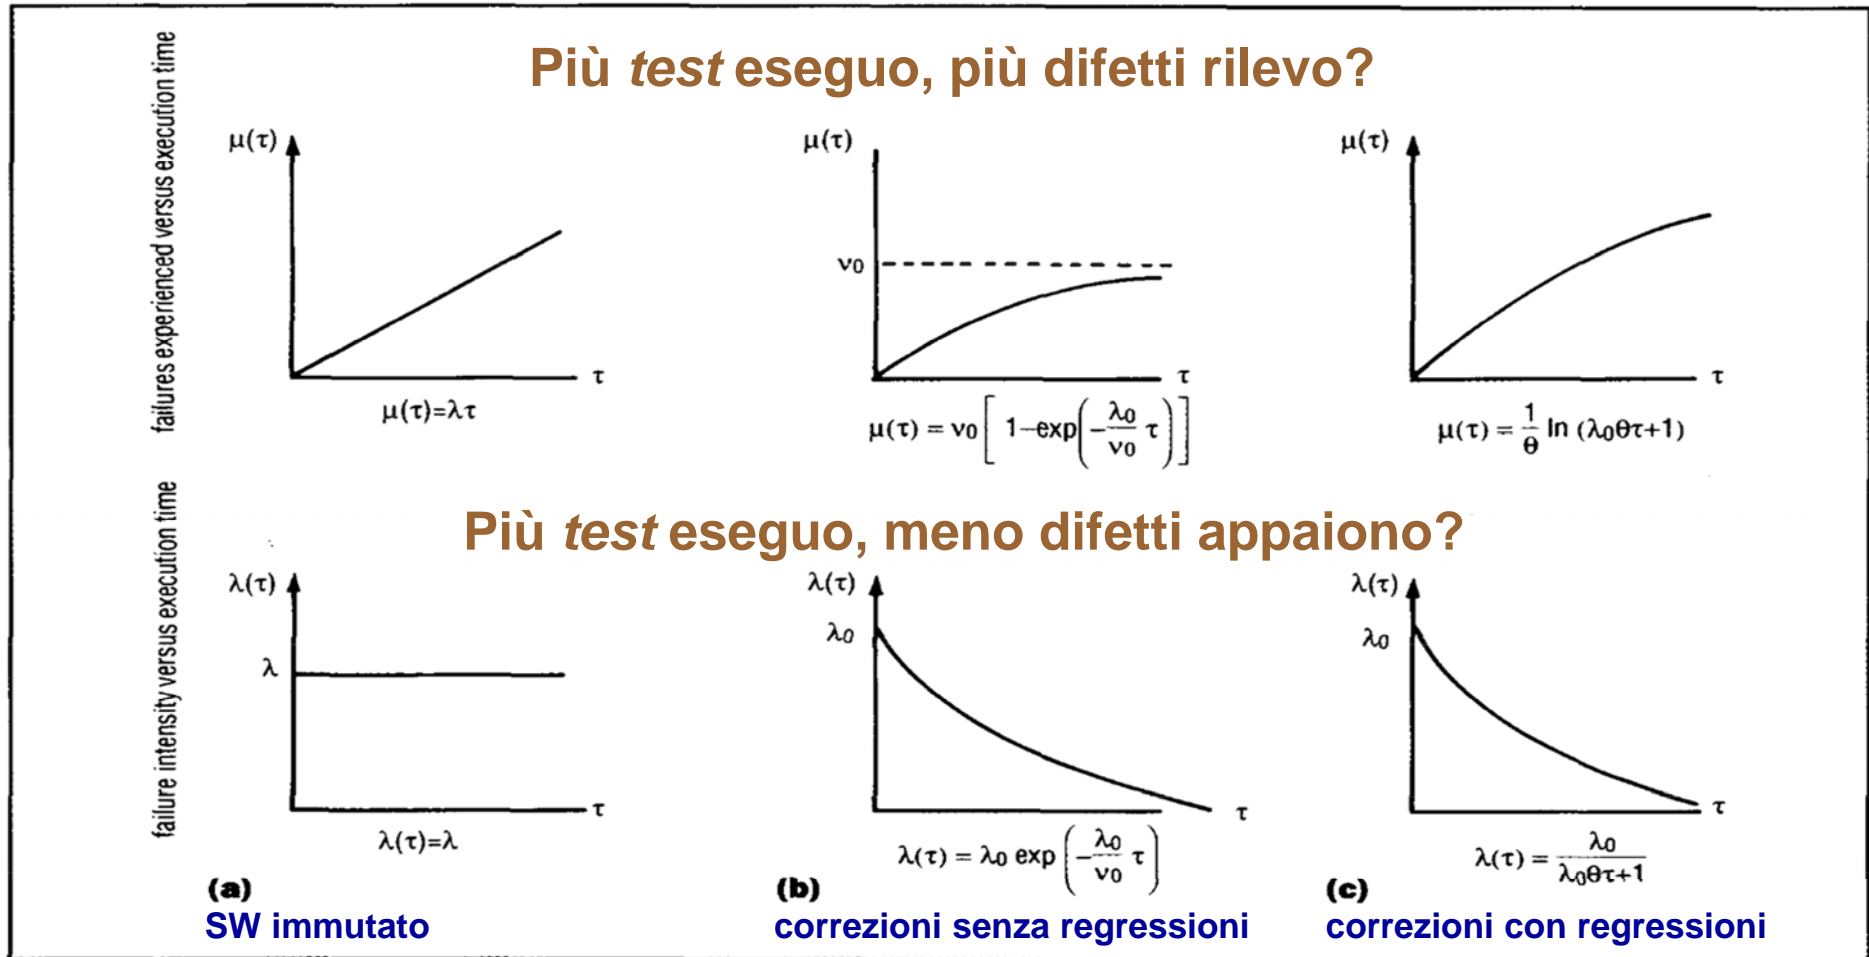 Più test eseguo, più difetti rilevo?
failures experienced versus execution time
μ(τ)
τ
μ(τ)=λτ
μ(τ)
ν0
τ
μ(τ) = ν0 [ 1–exp(–λ0/ν0 τ) ]
μ(τ)
τ
μ(τ) = 1/θ ln (λ0θτ+1)
Più test eseguo, meno difetti appaiono?
failure intensity versus execution time
λ(τ)
λ
τ
λ(τ)=λ
λ(τ)
λ0
τ
λ(τ) = λ0 exp (–λ0/ν0 τ)
λ(τ)
λ0
τ
λ(τ) = λ0/λ0θτ+1
(a)
SW immutato
(b)
correzioni senza regressioni
(c)
correzioni con regressioni